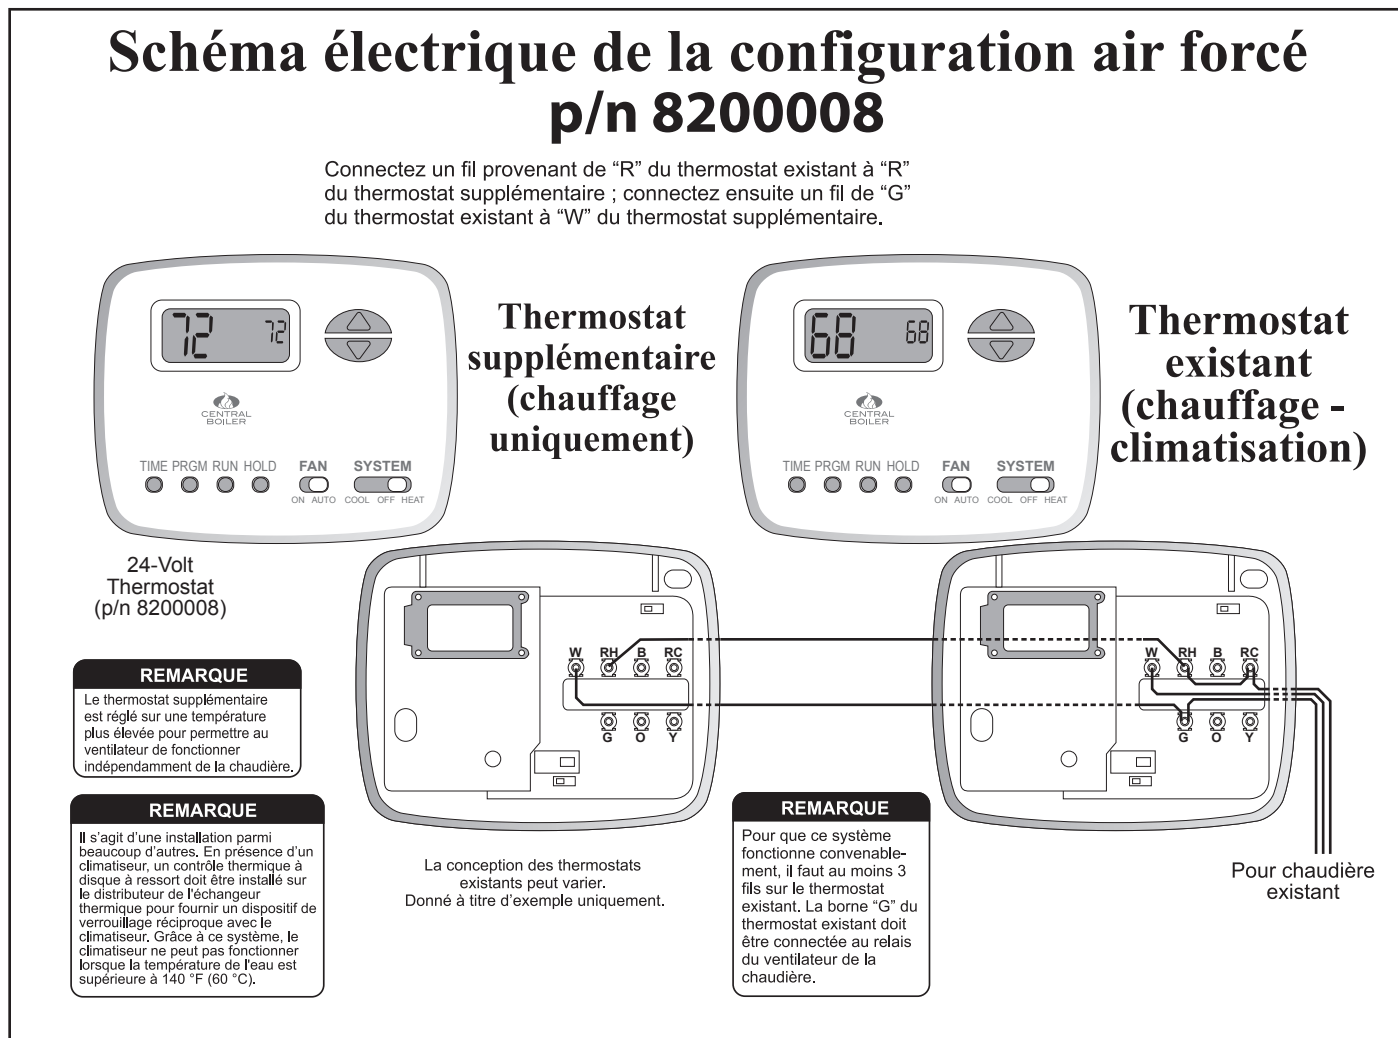 Schéma électrique de la configuration air forcé
p/n 8200008
Connectez un fil provenant de “R” du thermostat existant à “R”
du thermostat supplémentaire ; connectez ensuite un fil de “G”
du thermostat existant à “W” du thermostat supplémentaire.
72 72
CENTRAL
BOILER
TIME PRGM RUN HOLD FAN SYSTEM
ON AUTO COOL OFF HEAT
Thermostat
supplémentaire
(chauffage
uniquement)
68 68
CENTRAL
BOILER
TIME PRGM RUN HOLD FAN SYSTEM
ON AUTO COOL OFF HEAT
Thermostat
existant
(chauffage -
climatisation)
24-Volt
Thermostat
(p/n 8200008)
W RH B RC
G O Y
W RH B RC
G O Y
REMARQUE
Le thermostat supplémentaire
est réglé sur une température
plus élevée pour permettre au
ventilateur de fonctionner
indépendamment de la chaudière.
REMARQUE
Il s’agit d’une installation parmi
beaucoup d’autres. En présence d’un
climatiseur, un contrôle thermique à
disque à ressort doit être installé sur
le distributeur de l'échangeur
thermique pour fournir un dispositif de
verrouillage réciproque avec le
climatiseur. Grâce à ce système, le
climatiseur ne peut pas fonctionner
lorsque la température de l'eau est
supérieure à 140 °F (60 °C).
La conception des thermostats
existants peut varier.
Donné à titre d’exemple uniquement.
REMARQUE
Pour que ce système
fonctionne convenable-
ment, il faut au moins 3
fils sur le thermostat
existant. La borne “G” du
thermostat existant doit
être connectée au relais
du ventilateur de la
chaudière.
Pour chaudière
existant